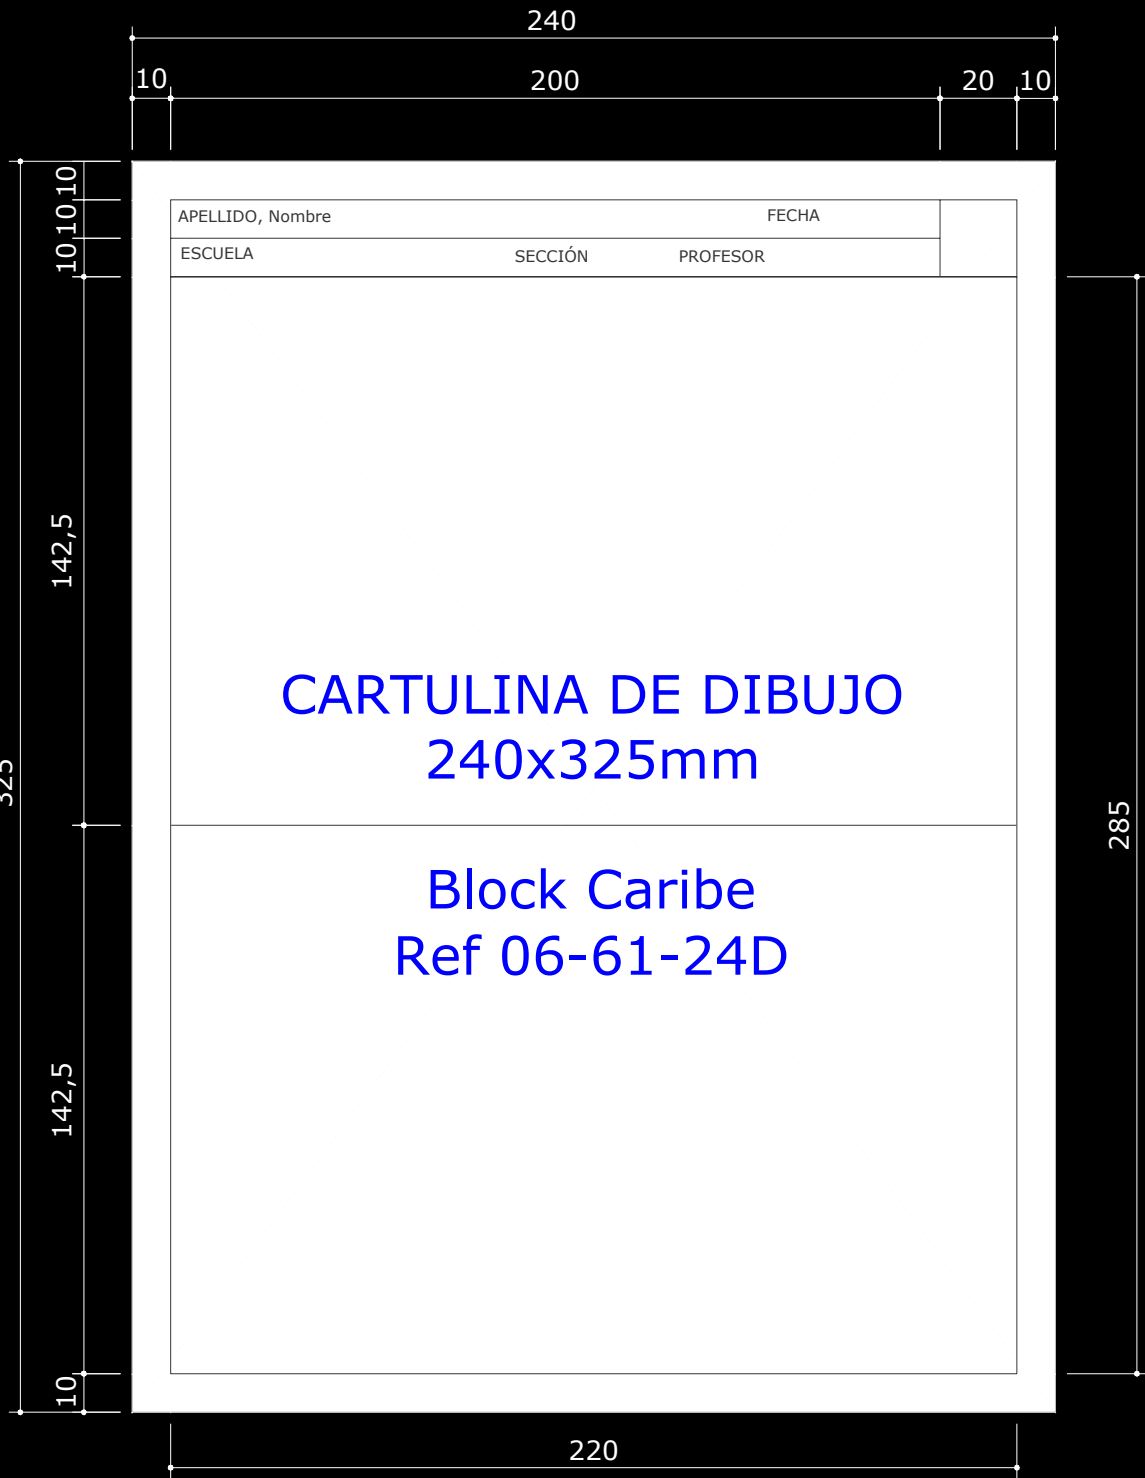 240
10 200 20 10
10
10
10
APELLIDO, Nombre FECHA
ESCUELA SECCIÓN PROFESOR
142,5
CARTULINA DE DIBUJO
240x325mm
325
285
Block Caribe
Ref 06-61-24D
142,5
10
220